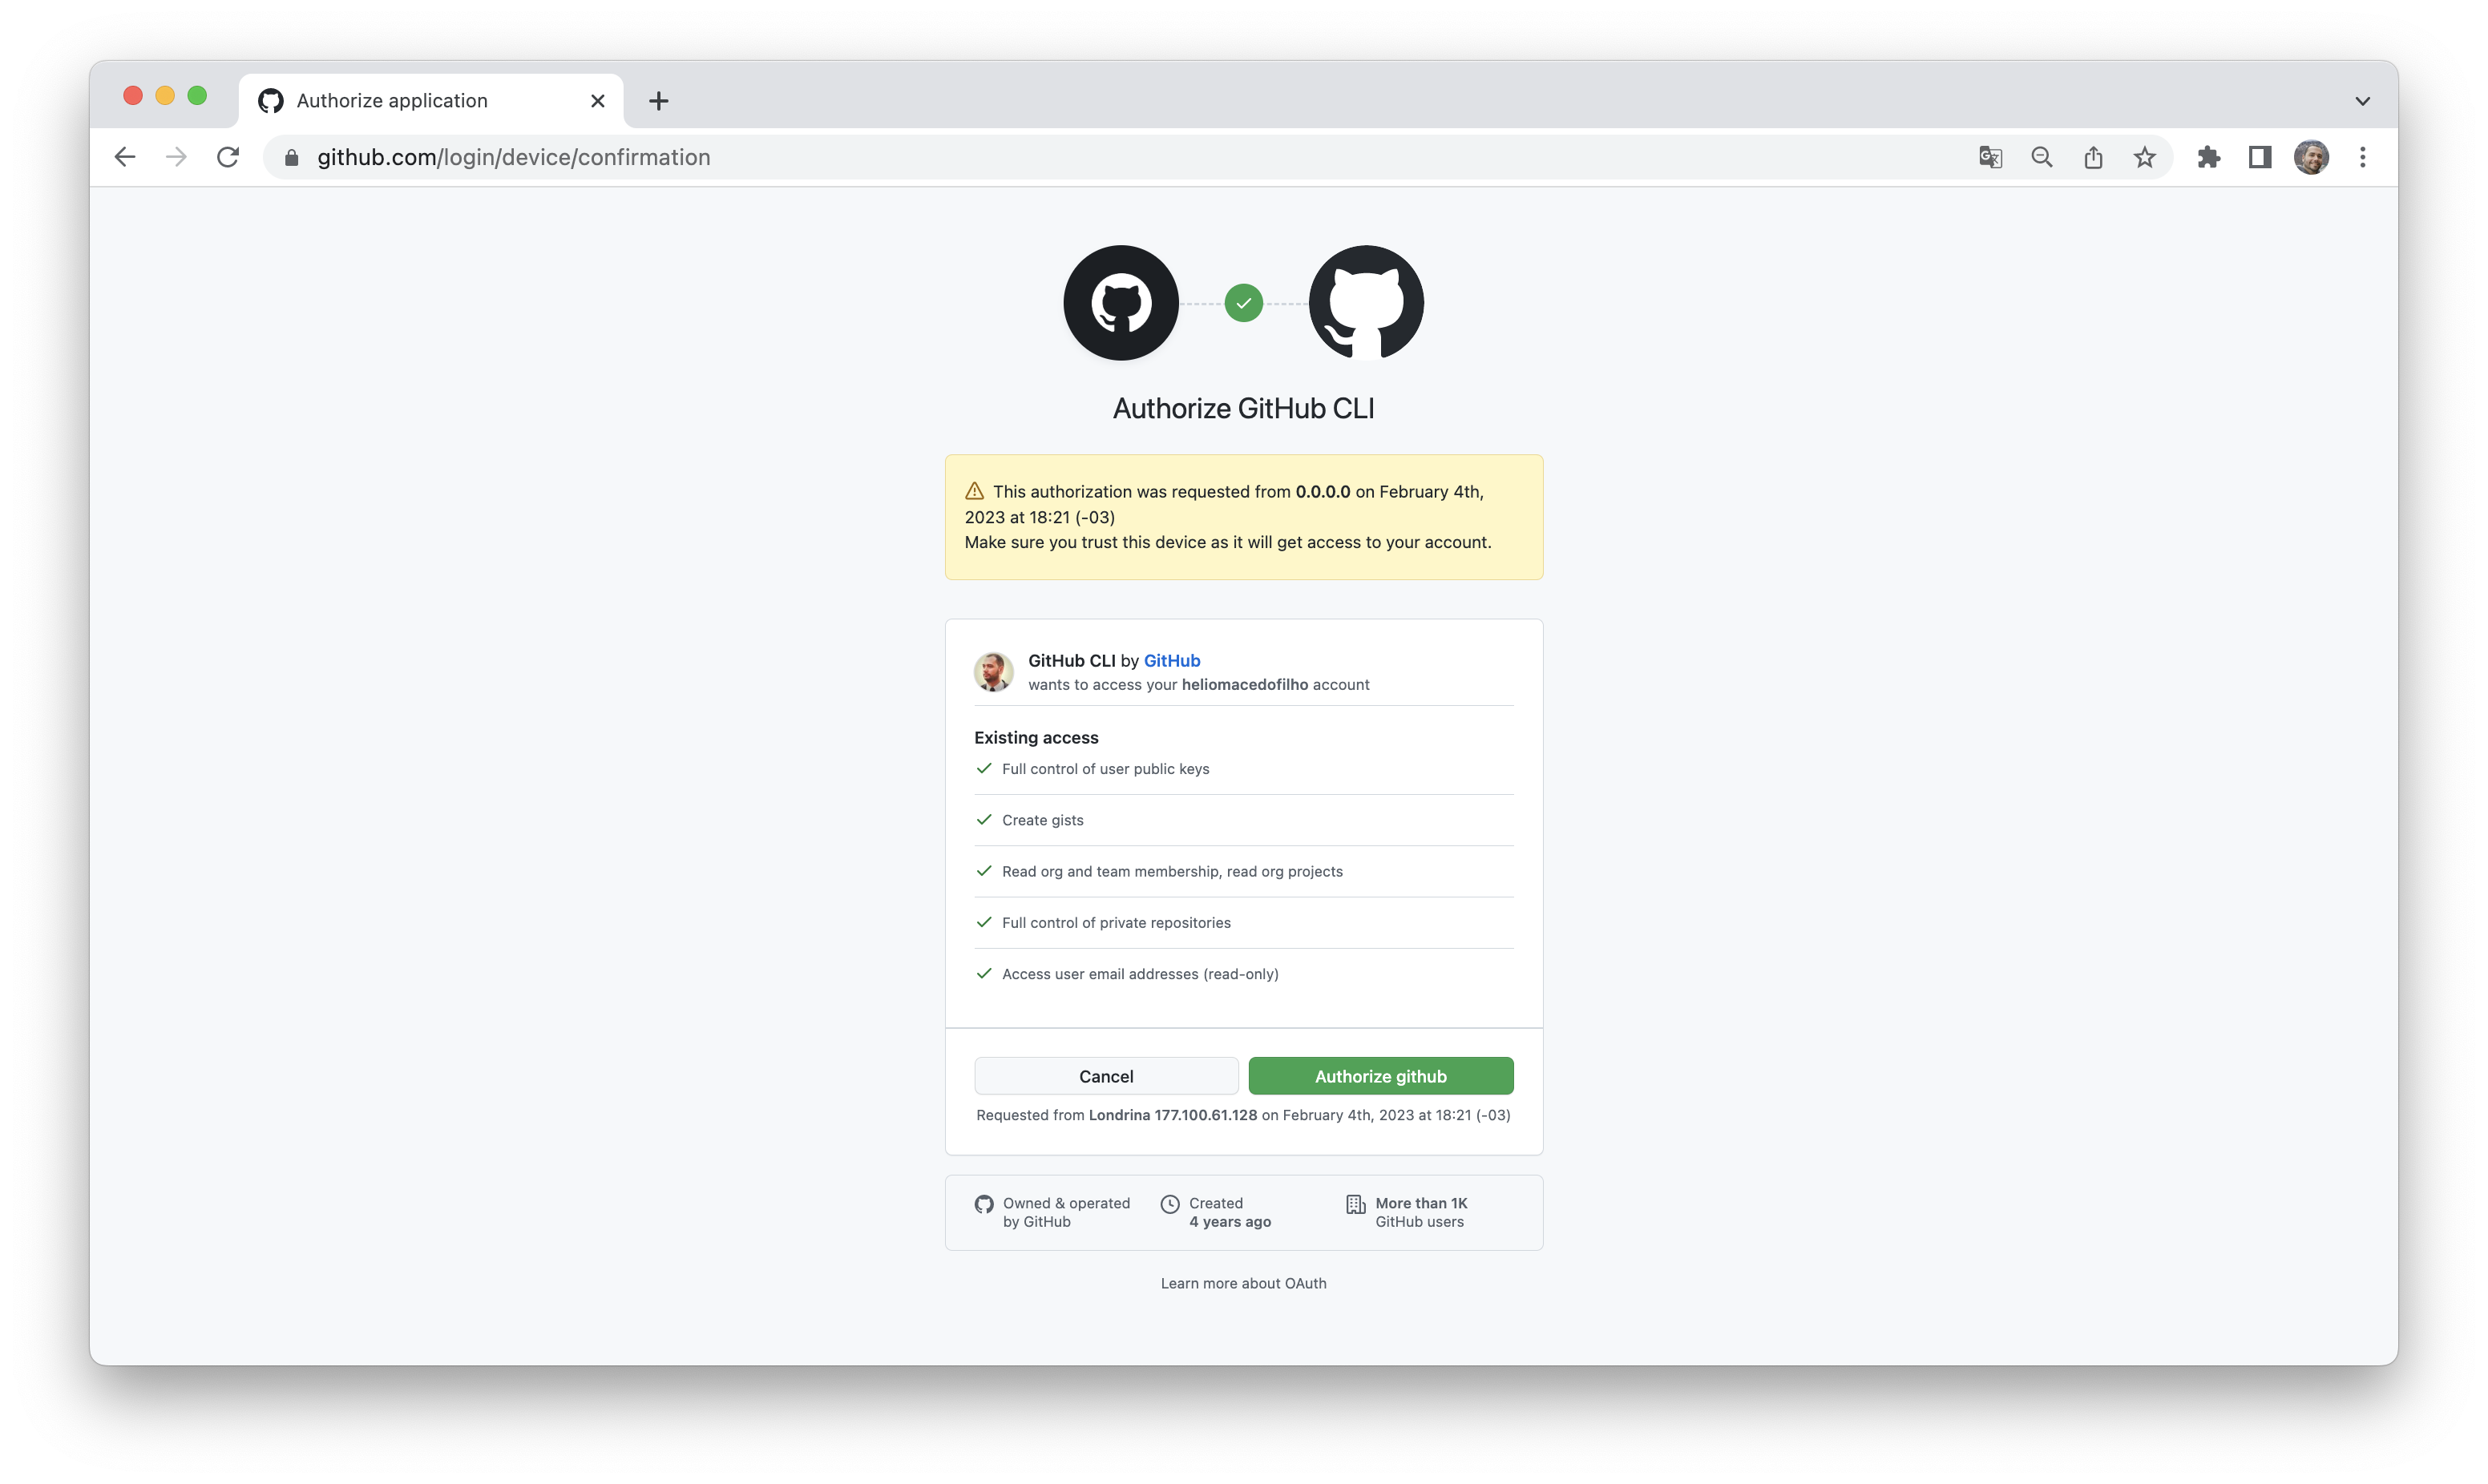 Authorize application
github.com/login/device/confirmation
Authorize GitHub CLI
This authorization was requested from 0.0.0.0 on February 4th,
2023 at 18:21 (-03)
Make sure you trust this device as it will get access to your account.
GitHub CLI by GitHub
wants to access your heliomacedofilho account
Existing access
Full control of user public keys
Create gists
Read org and team membership, read org projects
Full control of private repositories
Access user email addresses (read-only)
Cancel
Authorize github
Requested from Londrina 177.100.61.128 on February 4th, 2023 at 18:21 (-03)
Owned & operated
by GitHub
Created
4 years ago
More than 1K
GitHub users
Learn more about OAuth